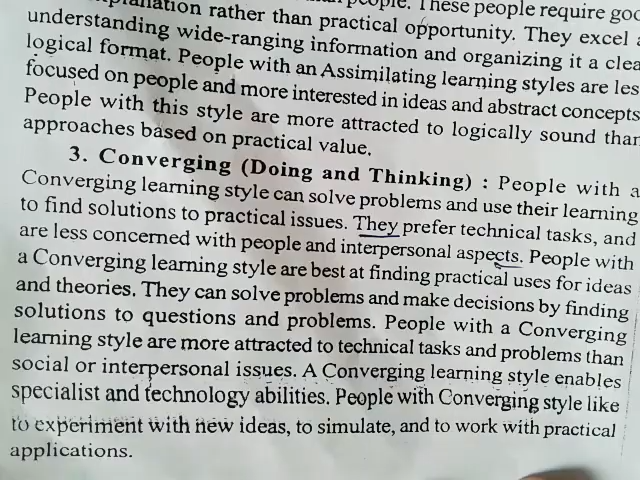 people. These people require
rather than practical opportunity. They excel
understanding wide-ranging information and organizing it a
logical format. People with an Assimilating learning styles are
focused on people and more interested in ideas and abstract concepts
People with this style are more attracted to logically sound
approaches based on practical value.
3. Converging (Doing and Thinking) : People with a
Converging learning style can solve problems and use their learning
to find solutions to practical issues. They prefer technical tasks, and
are less concerned with people and interpersonal aspects. People with
a Converging learning style are best at finding practical uses for ideas
and theories. They can solve problems and make decisions by finding
solutions to questions and problems. People with a Converging
learning style are more attracted to technical tasks and problems than
social or interpersonal issues. A Converging learning style enables
specialist and technology abilities. People with Converging style like
to experiment with new ideas, to simulate, and to work with practical
applications.